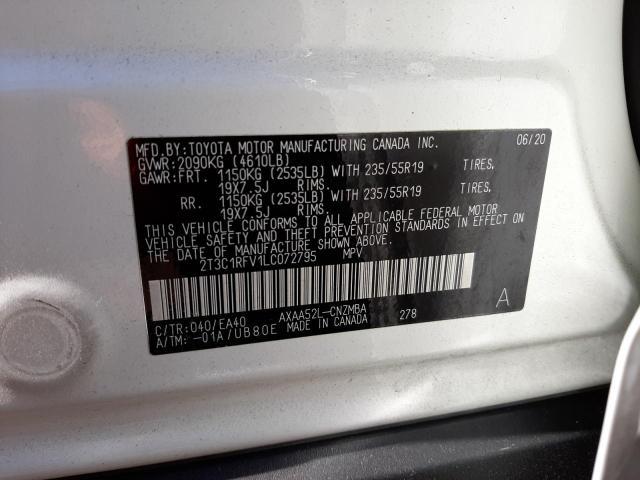 MFD.BY:TOYOTA MOTOR MANUFACTURING CANADA INC. 06/20
GVWR:2090KG (4610LB)
GAWR:FRT. 1150KG (2535LB) WITH 235/55R19 TIRES,
19X7.5J RIMS.
RR. 1150KG (2535LB) WITH 235/55R19 TIRES,
19X7.5J RIMS.
THIS VEHICLE CONFORMS TO ALL APPLICABLE FEDERAL MOTOR
VEHICLE SAFETY AND THEFT PREVENTION STANDARDS IN EFFECT ON
THE DATE OF MANUFACTURE SHOWN ABOVE.
2T3C1RFV1LC072795 MPV
C/TR:040/EA40 AXAA52L-CNZMBA 278 A
A/TM:-01A/UB80E MADE IN CANADA